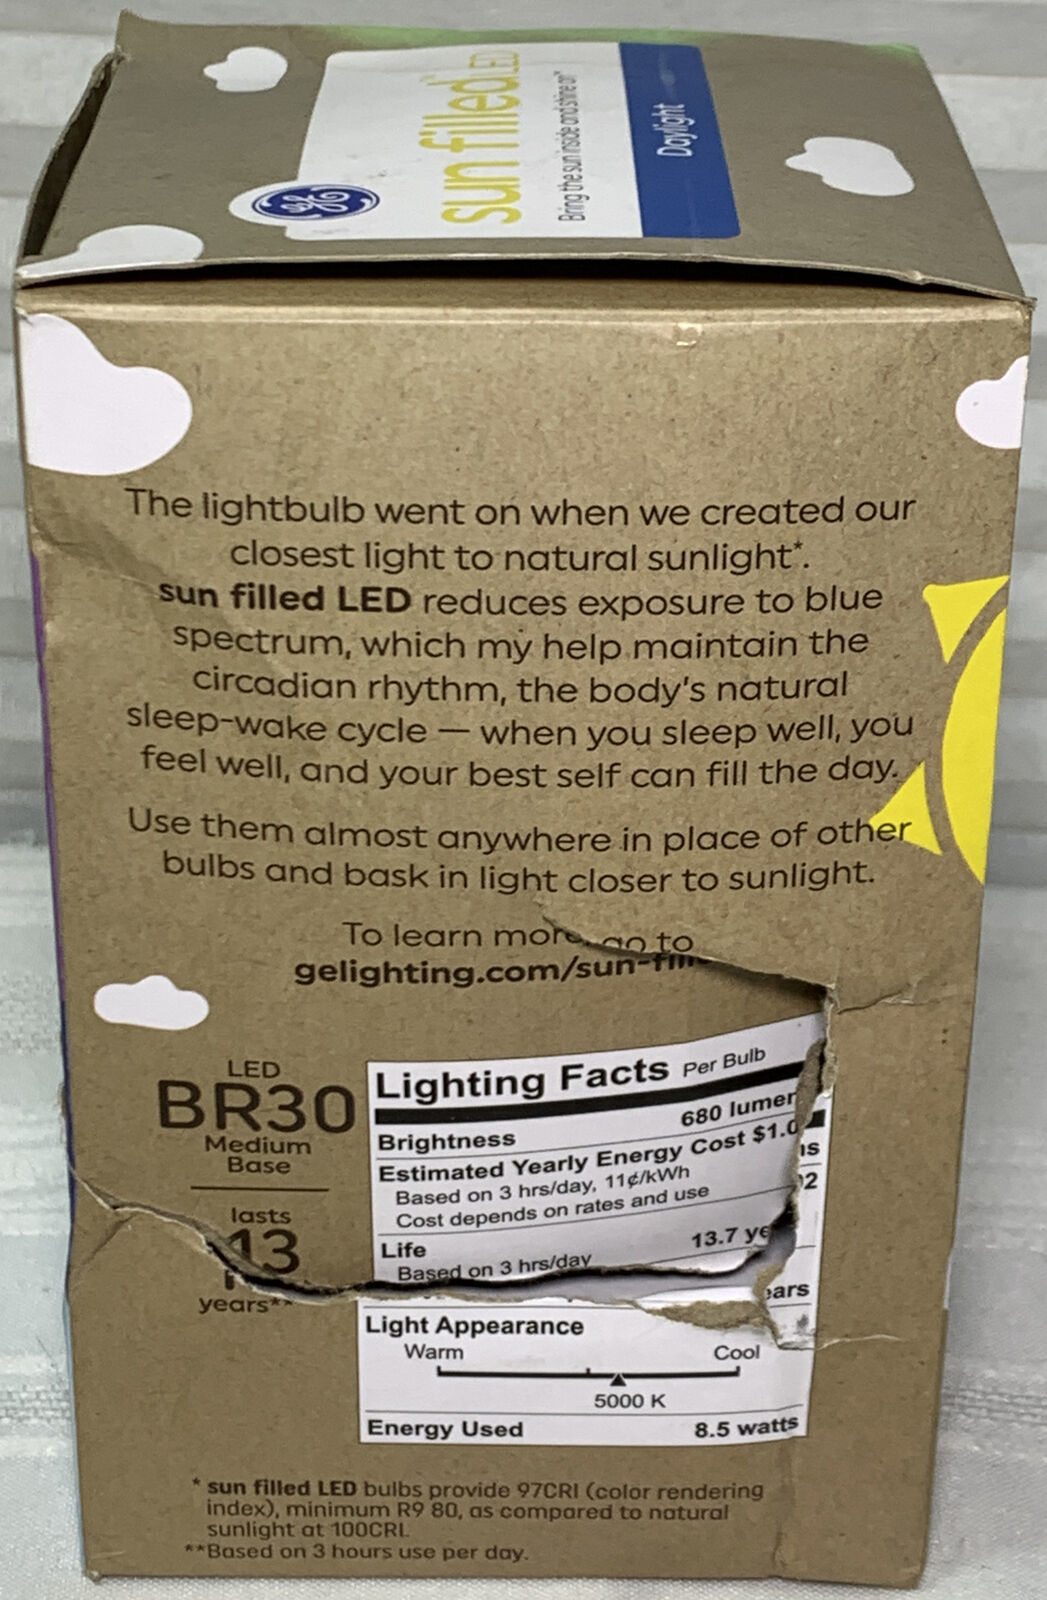 sun filled LED
Bring the sun inside and shine on
Daylight
The lightbulb went on when we created our
closest light to natural sunlight*.
sun filled LED reduces exposure to blue
spectrum, which my help maintain the
circadian rhythm, the body's natural
sleep-wake cycle — when you sleep well, you
feel well, and your best self can fill the day.
Use them almost anywhere in place of other
bulbs and bask in light closer to sunlight.
To learn more, go to
gelighting.com/sun-fill
LED
BR30
Medium
Base
lasts
13
years**
Lighting Facts Per Bulb
Brightness 680 lumens
Estimated Yearly Energy Cost $1.02
Based on 3 hrs/day, 11¢/kWh
Cost depends on rates and use
Life 13.7 years
Based on 3 hrs/day
Light Appearance
Warm Cool
5000 K
Energy Used 8.5 watts
* sun filled LED bulbs provide 97CRI (color rendering
index), minimum R9 80, as compared to natural
sunlight at 100CRI.
**Based on 3 hours use per day.